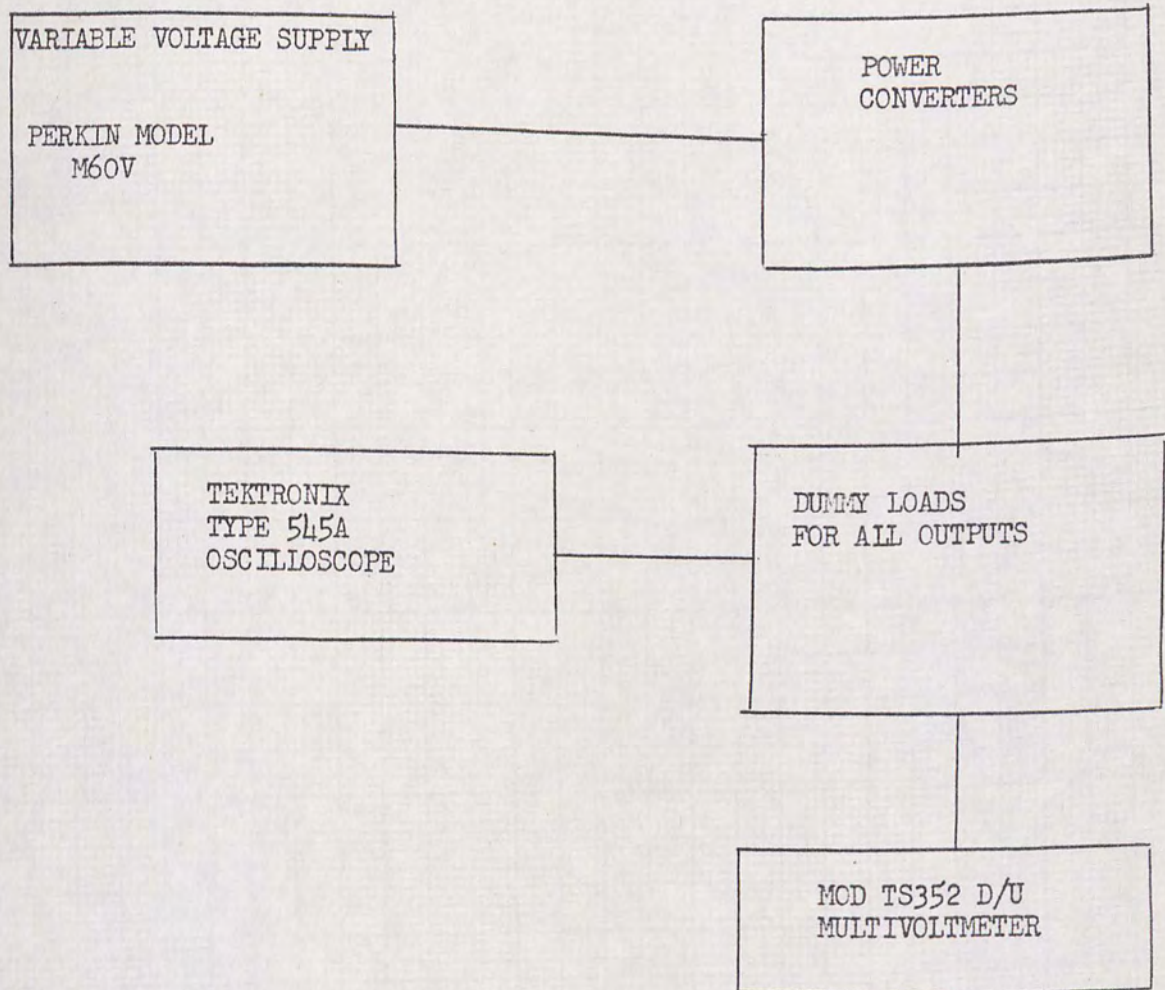 VARIABLE VOLTAGE SUPPLY
PERKIN MODEL
M60V
POWER
CONVERTERS
TEKTRONIX
TYPE 545A
OSCILLOSCOPE
DUMMY LOADS
FOR ALL OUTPUTS
MOD TS352 D/U
MULTIVOLTMETER